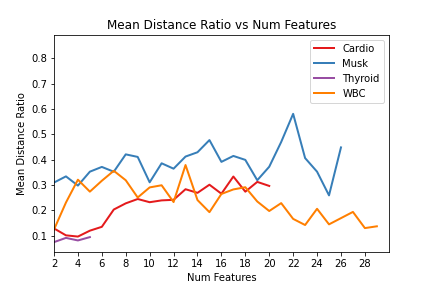 Mean Distance Ratio vs Num Features
Mean Distance Ratio
0.8
0.7
0.6
0.5
0.4
0.3
0.2
0.1
Cardio
Musk
Thyroid
WBC
2 4 6 8 10 12 14 16 18 20 22 24 26 28
Num Features